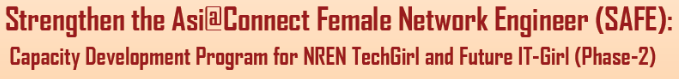 Strengthen the Asi@Connect Female Network Engineer (SAFE):
Capacity Development Program for NREN TechGirl and Future IT-Girl (Phase-2)